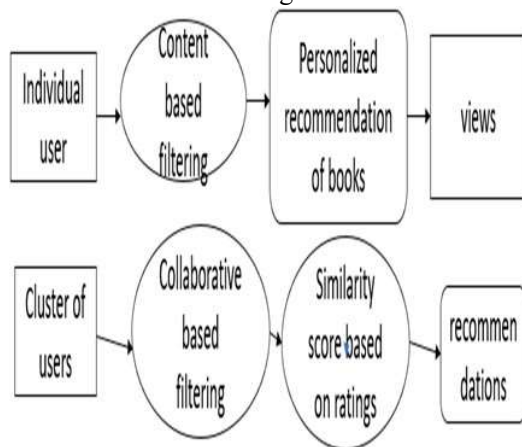 Individual
user
Content
based
filtering
Personalized
recommendation
of books
views
Cluster of
users
Collaborative
based
filtering
Similarity
score based
on ratings
recommen
dations